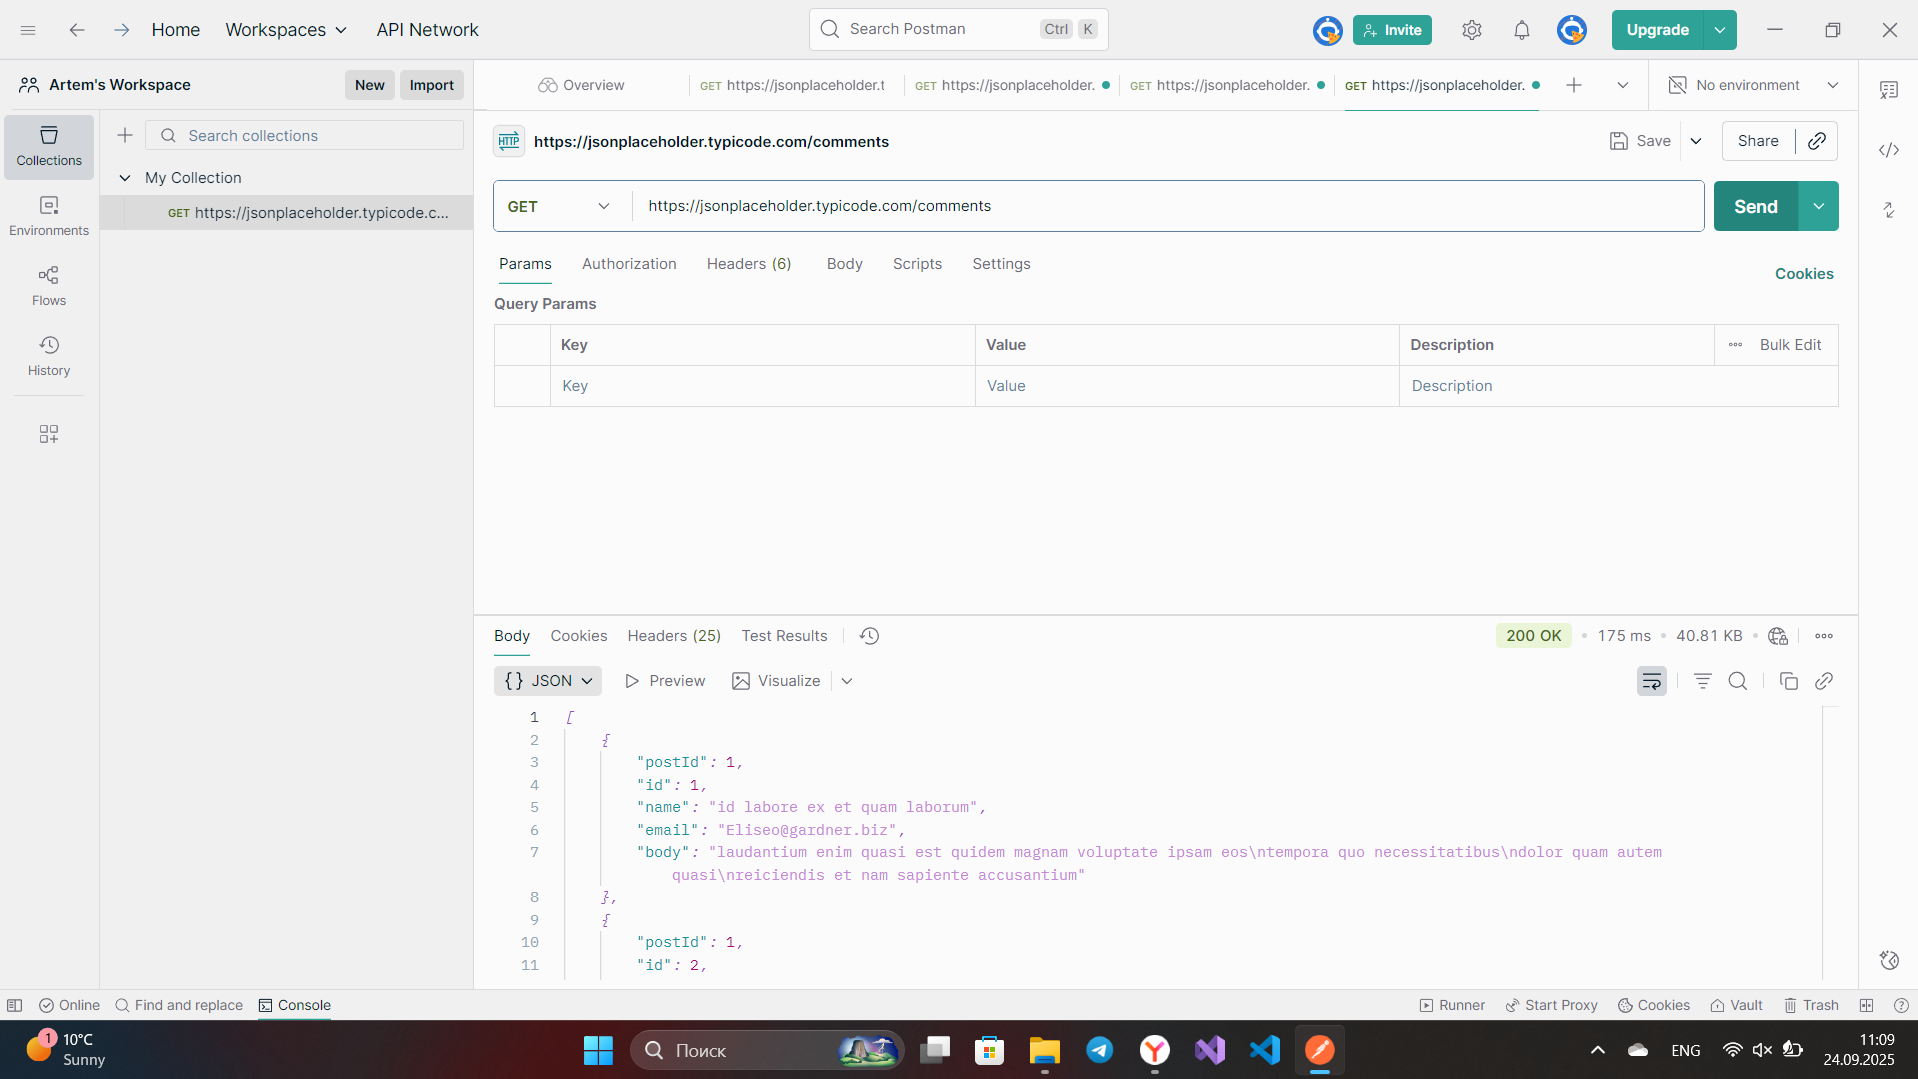 Home Workspaces API Network Search Postman Ctrl K Invite Upgrade
Artem's Workspace New Import Overview GET https://jsonplaceholder.t GET https://jsonplaceholder. GET https://jsonplaceholder. GET https://jsonplaceholder. No environment
Collections
Environments
Flows
History
Search collections
My Collection
GET https://jsonplaceholder.typicode.c...
HTTP https://jsonplaceholder.typicode.com/comments Save Share
GET https://jsonplaceholder.typicode.com/comments Send
Params Authorization Headers (6) Body Scripts Settings Cookies
Query Params
Key Value Description Bulk Edit
Key Value Description
Body Cookies Headers (25) Test Results 200 OK • 175 ms • 40.81 KB •
{} JSON Preview Visualize
1 [
2 {
3 "postId": 1,
4 "id": 1,
5 "name": "id labore ex et quam laborum",
6 "email": "Eliseo@gardner.biz",
7 "body": "laudantium enim quasi est quidem magnam voluptate ipsam eos\ntempora quo necessitatibus\ndolor quam autem
quasi\nreiciendis et nam sapiente accusantium"
8 },
9 {
10 "postId": 1,
11 "id": 2,
Online Find and replace Console Runner Start Proxy Cookies Vault Trash
1 10°C
Sunny
Поиск
ENG
11:09
24.09.2025